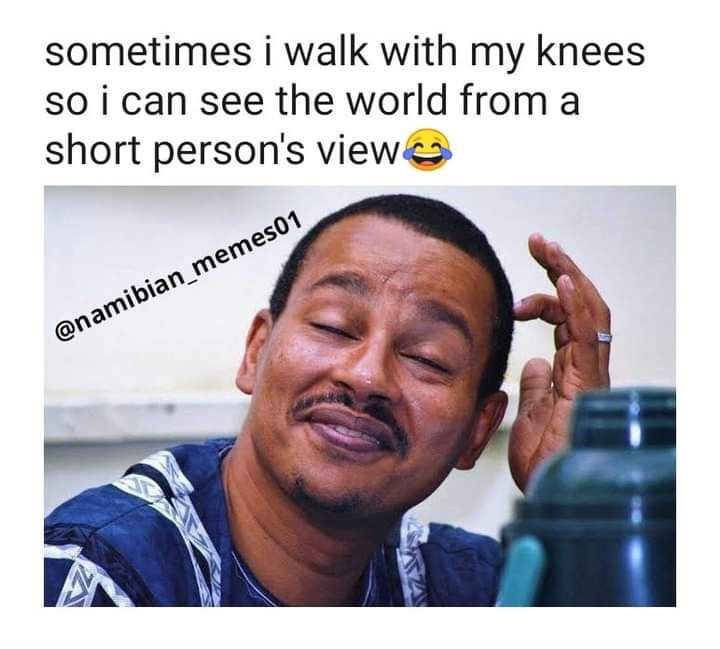 sometimes i walk with my knees
so i can see the world from a
short person's view😂
@namibian_memes01